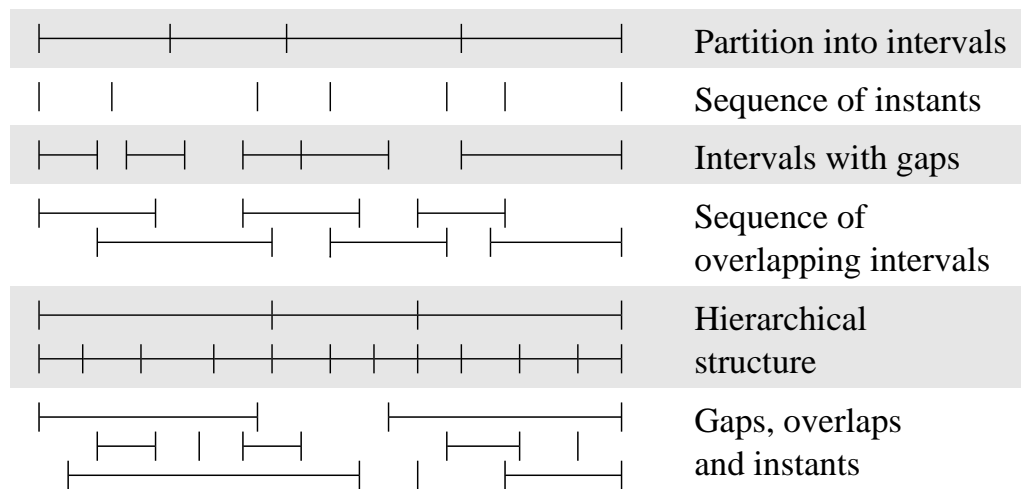 Partition into intervals
Sequence of instants
Intervals with gaps
Sequence of
overlapping intervals
Hierarchical
structure
Gaps, overlaps
and instants